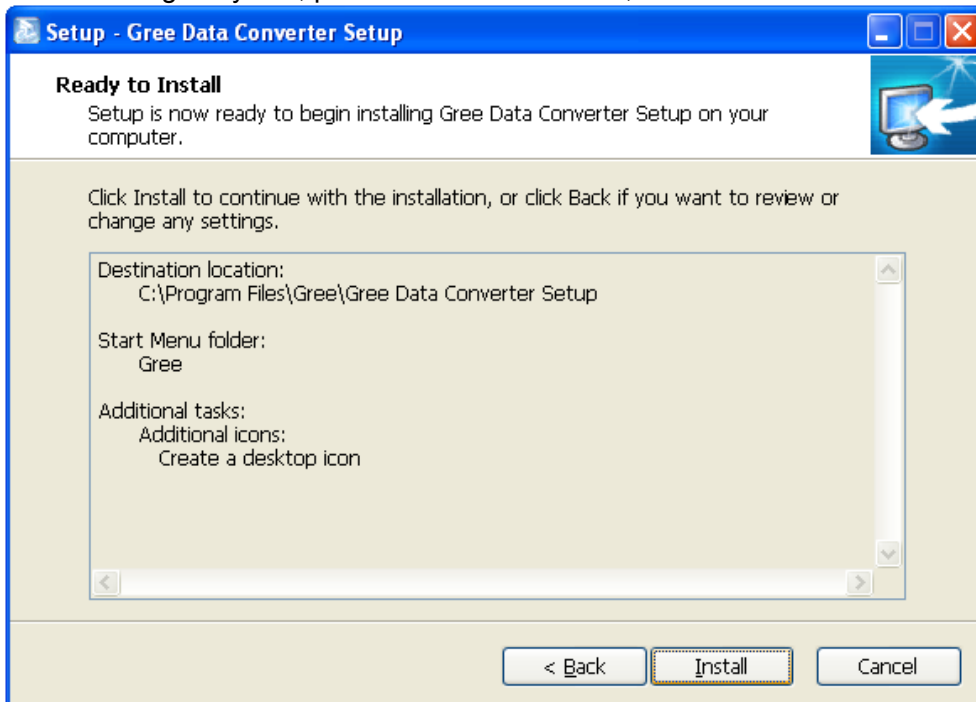 Setup - Gree Data Converter Setup
Ready to Install
Setup is now ready to begin installing Gree Data Converter Setup on your
computer.
Click Install to continue with the installation, or click Back if you want to review or
change any settings.
Destination location:
C:\Program Files\Gree\Gree Data Converter Setup
Start Menu folder:
Gree
Additional tasks:
Additional icons:
Create a desktop icon
< Back Install Cancel